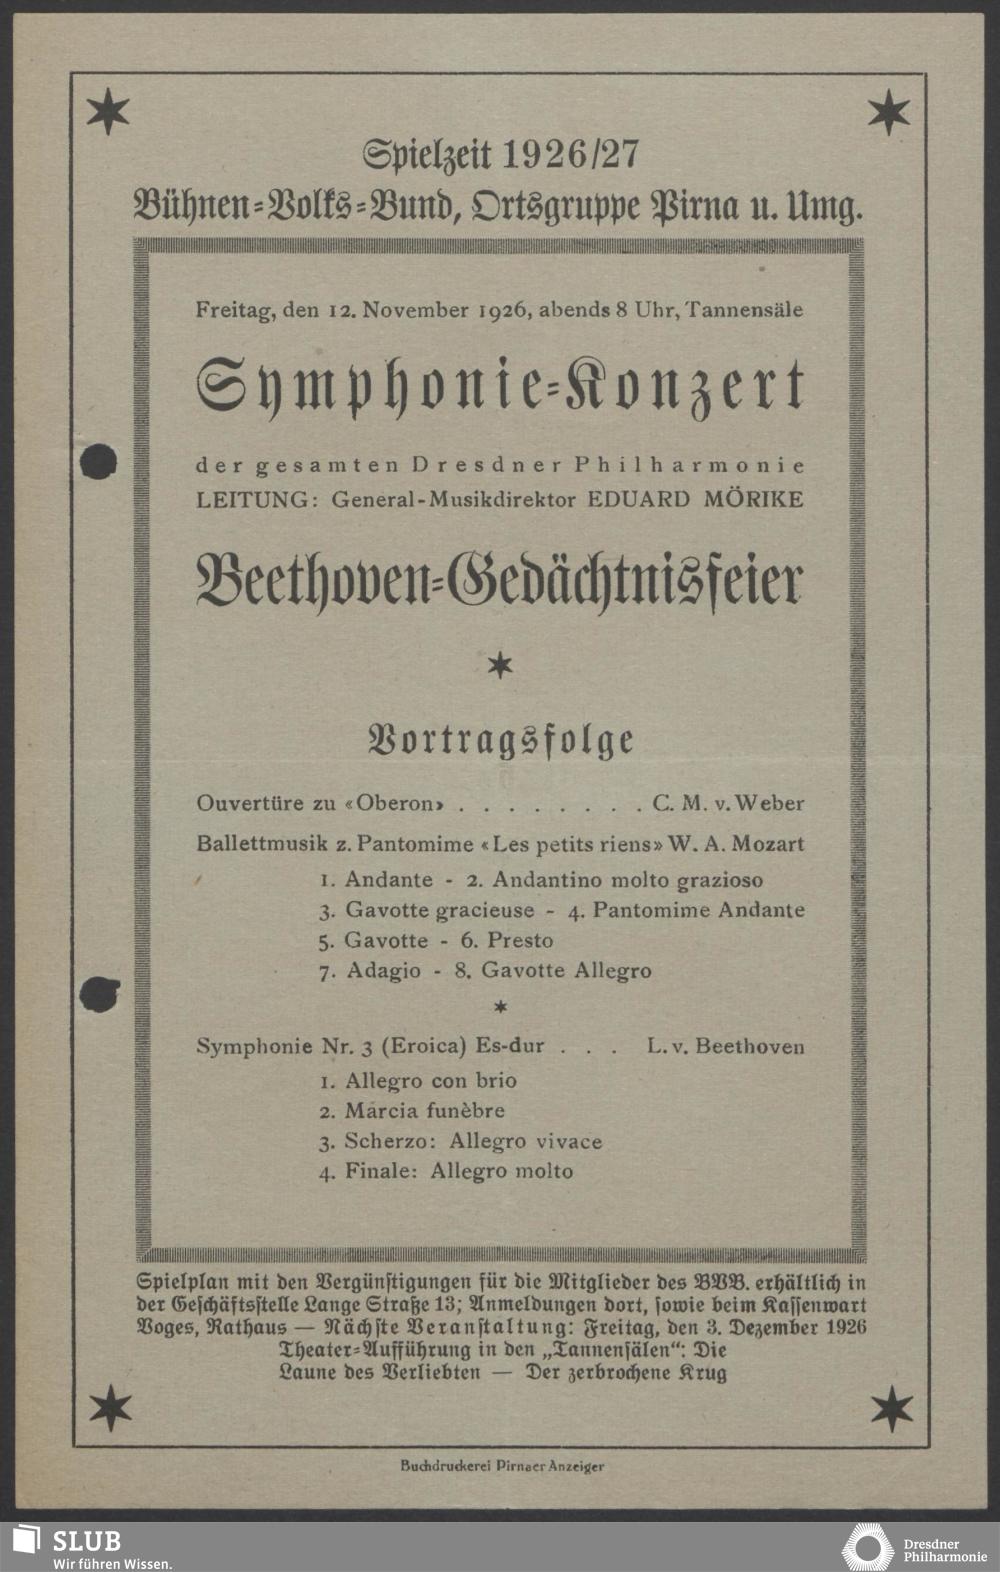 Spielzeit 1926/27
Bühnen=Volks=Bund, Ortsgruppe Pirna u. Umg.
Freitag, den 12. November 1926, abends 8 Uhr, Tannensäle
Symphonie=Konzert
der gesamten Dresdner Philharmonie
LEITUNG: General-Musikdirektor EDUARD MÖRIKE
Beethoven=Gedächtnisfeier
Vortragsfolge
Ouvertüre zu «Oberon» . . . . . . . . C. M. v. Weber
Ballettmusik z. Pantomime «Les petits riens» W. A. Mozart
1. Andante - 2. Andantino molto grazioso
3. Gavotte gracieuse - 4. Pantomime Andante
5. Gavotte - 6. Presto
7. Adagio - 8. Gavotte Allegro
Symphonie Nr. 3 (Eroica) Es-dur . . . L. v. Beethoven
1. Allegro con brio
2. Marcia funèbre
3. Scherzo: Allegro vivace
4. Finale: Allegro molto
Spielplan mit den Vergünstigungen für die Mitglieder des BVB. erhältlich in
der Geschäftsstelle Lange Straße 13; Anmeldungen dort, sowie beim Kassenwart
Voges, Rathaus — Nächste Veranstaltung: Freitag, den 3. Dezember 1926
Theater=Aufführung in den „Tannensälen“: Die
Laune des Verliebten — Der zerbrochene Krug
Buchdruckerei Pirnaer Anzeiger
SLUB
Wir führen Wissen.
Dresdner
Philharmonie